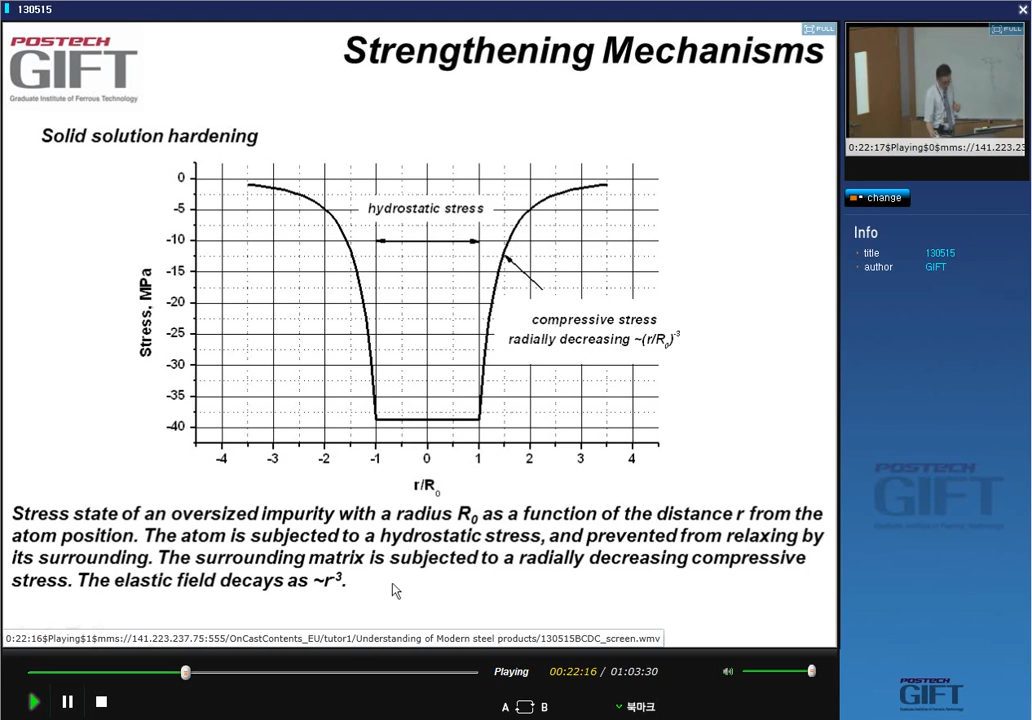 130515
POSTECH
GIFT
Graduate Institute of Ferrous Technology
Strengthening Mechanisms
FULL
FULL
0:22:17$Playing$0$mms://141.223.23
change
Info
title 130515
author GIFT
Solid solution hardening
Stress, MPa
0
-5
-10
-15
-20
-25
-30
-35
-40
hydrostatic stress
compressive stress
radially decreasing ~(r/R0)-3
-4 -3 -2 -1 0 1 2 3 4
r/R0
Stress state of an oversized impurity with a radius R0 as a function of the distance r from the
atom position. The atom is subjected to a hydrostatic stress, and prevented from relaxing by
its surrounding. The surrounding matrix is subjected to a radially decreasing compressive
stress. The elastic field decays as ~r3.
0:22:16$Playing$1$mms://141.223.237.75:555/OnCastContents_EU/tutor1/Understanding of Modern steel products/130515BCDC_screen.wmv
Playing 00:22:16 / 01:03:30
A B 북마크
POSTECH
GIFT
POSTECH
GIFT